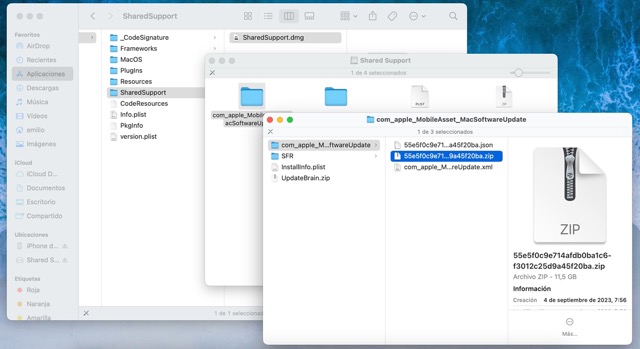 SharedSupport
Favoritos
AirDrop
Recientes
Aplicaciones
Descargas
Música
Vídeos
emilio
Imágenes
iCloud
iCloud D...
Documentos
Escritorio
Compartido
Ubicaciones
iPhone d...
Shared S...
Etiquetas
Roja
Naranja
Amarilla
_CodeSignature
Frameworks
MacOS
PlugIns
Resources
SharedSupport
CodeResources
Info.plist
PkgInfo
version.plist
SharedSupport.dmg
1 de 1 seleccionados
Shared Support
1 de 4 seleccionados
com_apple_M
acSoftwareUp
PLIST
ZIP
com_apple_MobileAsset_MacSoftwareUpdate
1 de 3 seleccionados
com_apple_M...ftwareUpdate
SFR
InstallInfo.plist
UpdateBrain.zip
55e5f0c9e71...a45f20ba.json
55e5f0c9e71...9a45f20ba.zip
com_apple_M...reUpdate.xml
ZIP
55e5f0c9e714afdb0ba1c6-
f3012c25d9a45f20ba.zip
Archivo ZIP - 11,5 GB
Información
Creación 4 de septiembre de 2023, 7:56
Más...